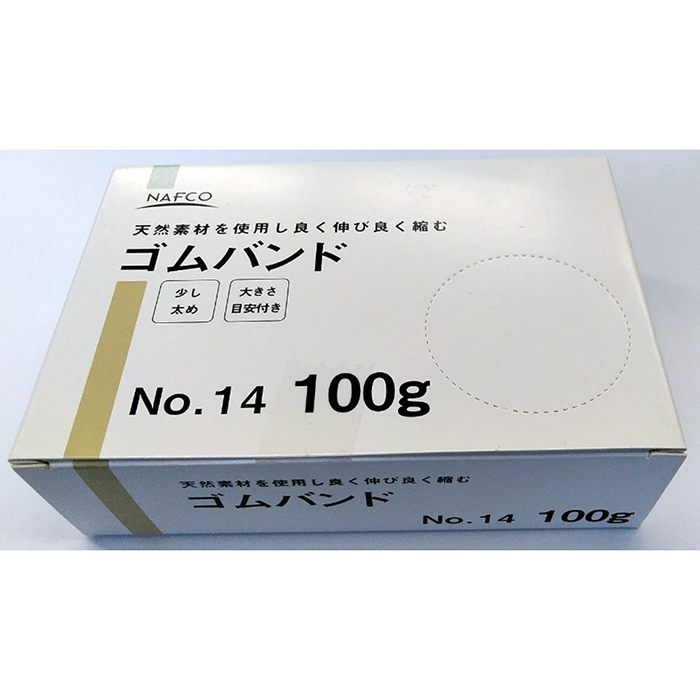 NAFCO
天然素材を使用し良く伸び良く縮む
ゴムバンド
少し
太め
大きさ
目安付き
No.14 100g
天然素材を使用し良く伸び良く縮む
ゴムバンド
No.14 100g